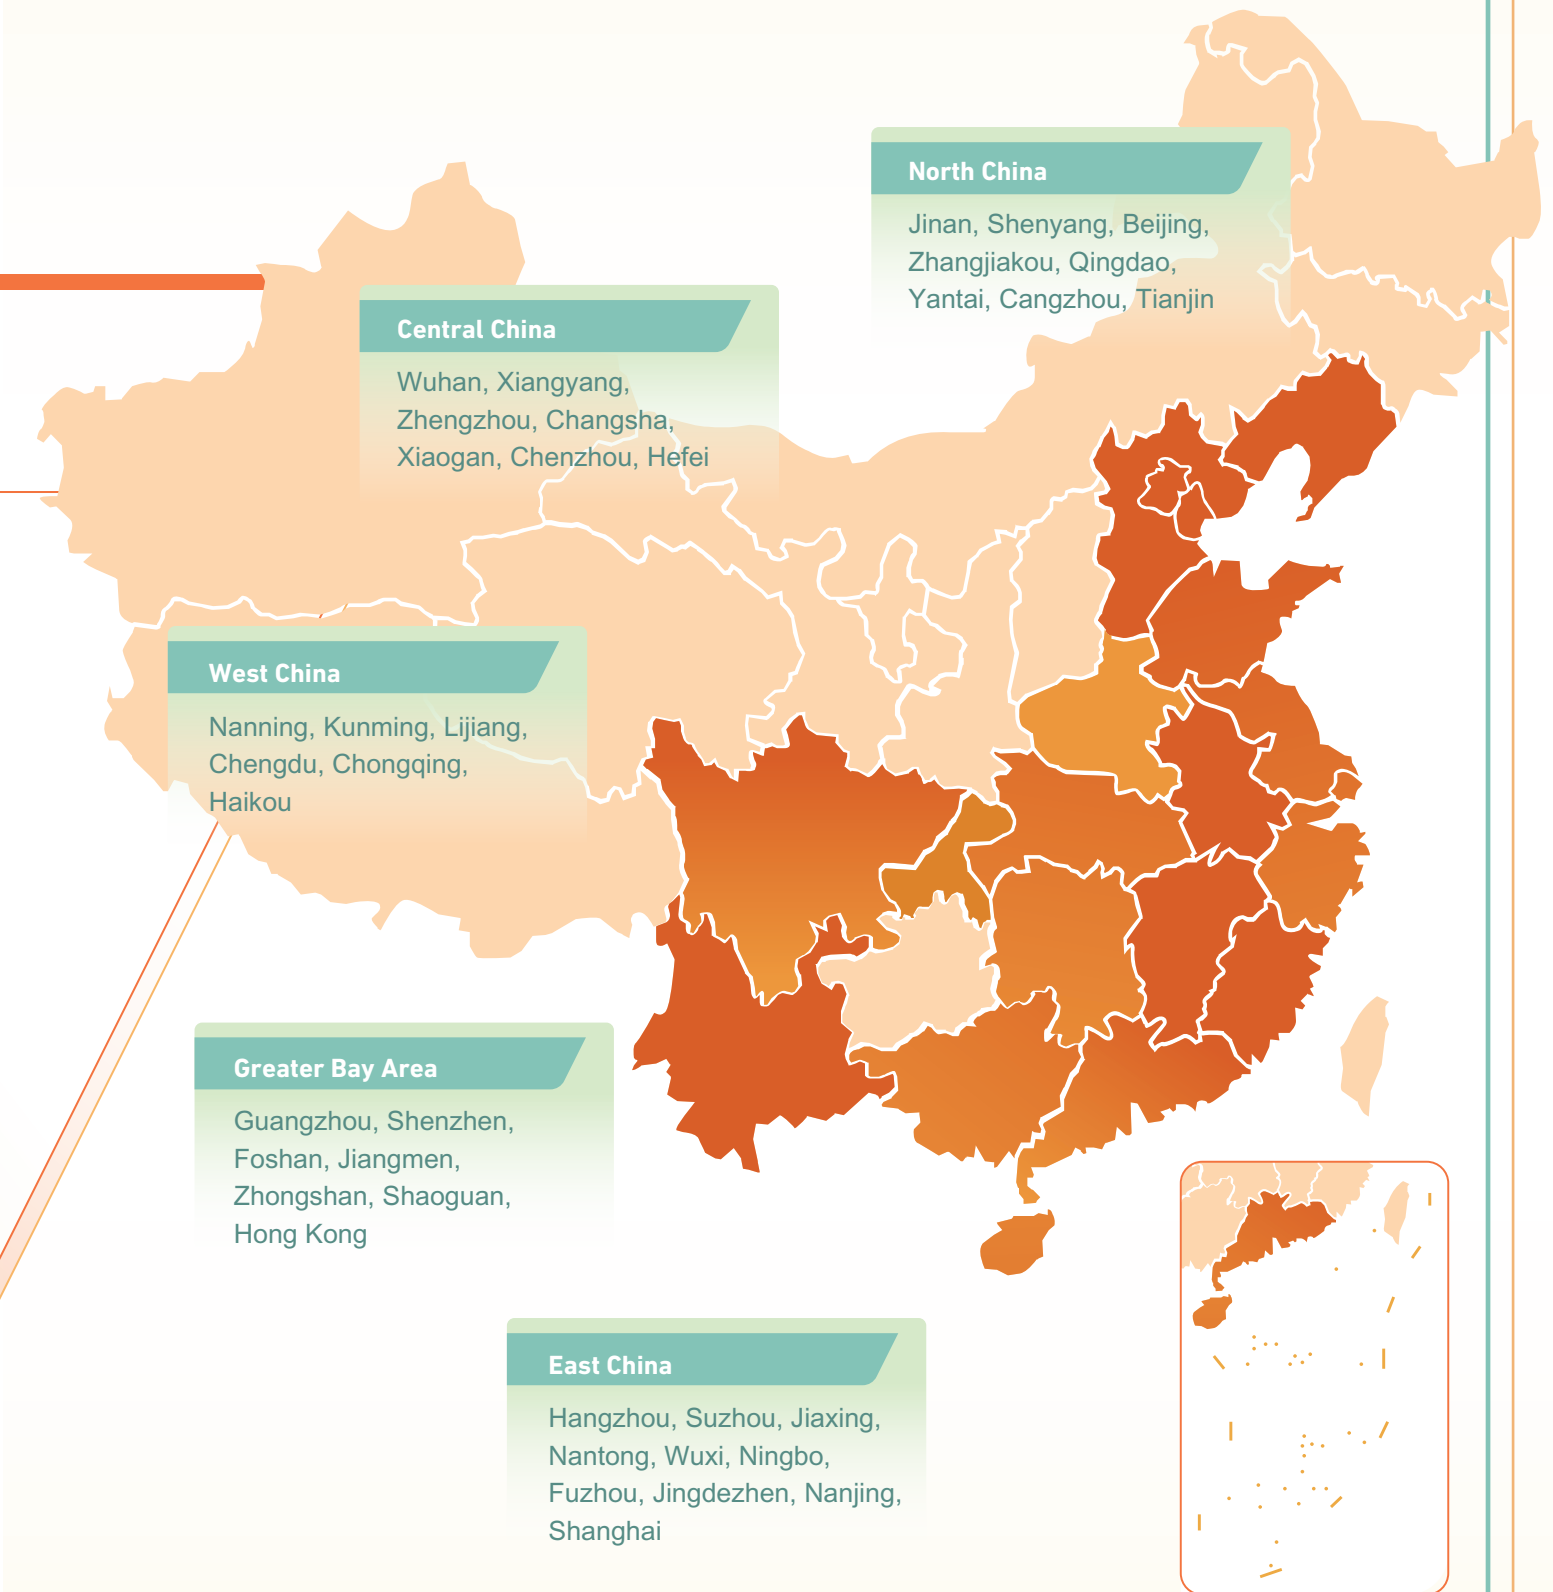 North China
Jinan, Shenyang, Beijing,
Zhangjiakou, Qingdao,
Yantai, Cangzhou, Tianjin
Central China
Wuhan, Xiangyang,
Zhengzhou, Changsha,
Xiaogan, Chenzhou, Hefei
West China
Nanning, Kunming, Lijiang,
Chengdu, Chongqing,
Haikou
Greater Bay Area
Guangzhou, Shenzhen,
Foshan, Jiangmen,
Zhongshan, Shaoguan,
Hong Kong
East China
Hangzhou, Suzhou, Jiaxing,
Nantong, Wuxi, Ningbo,
Fuzhou, Jingdezhen, Nanjing,
Shanghai